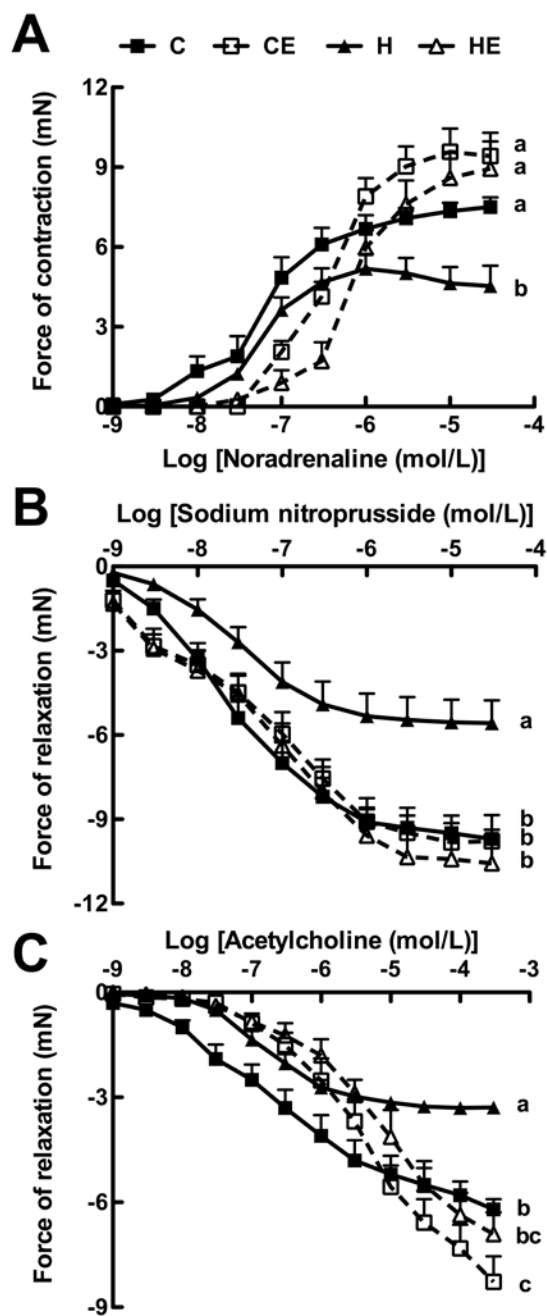 A
C CE H HE
Force of contraction (mN)
12
9
6
3
0
a
a
a
b
-9 -8 -7 -6 -5 -4
Log [Noradrenaline (mol/L)]
B
Log [Sodium nitroprusside (mol/L)]
-9 -8 -7 -6 -5 -4
Force of relaxation (mN)
0
-3
-6
-9
-12
a
b
b
b
C
Log [Acetylcholine (mol/L)]
-9 -8 -7 -6 -5 -4 -3
Force of relaxation (mN)
0
-3
-6
-9
a
b
bc
c